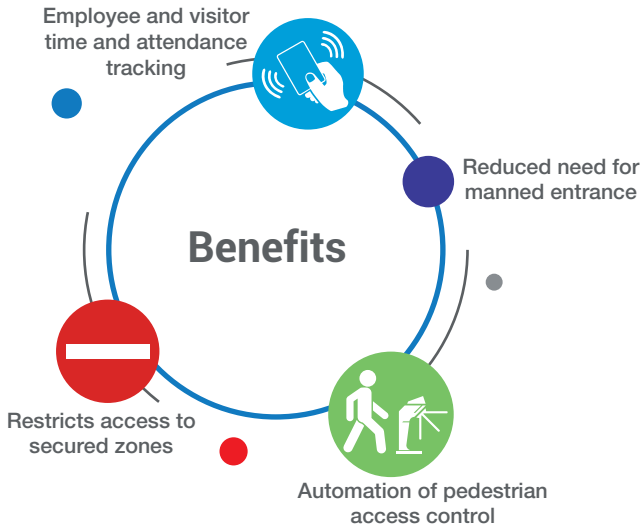 Employee and visitor
time and attendance
tracking
Reduced need for
manned entrance
Benefits
Restricts access to
secured zones
Automation of pedestrian
access control